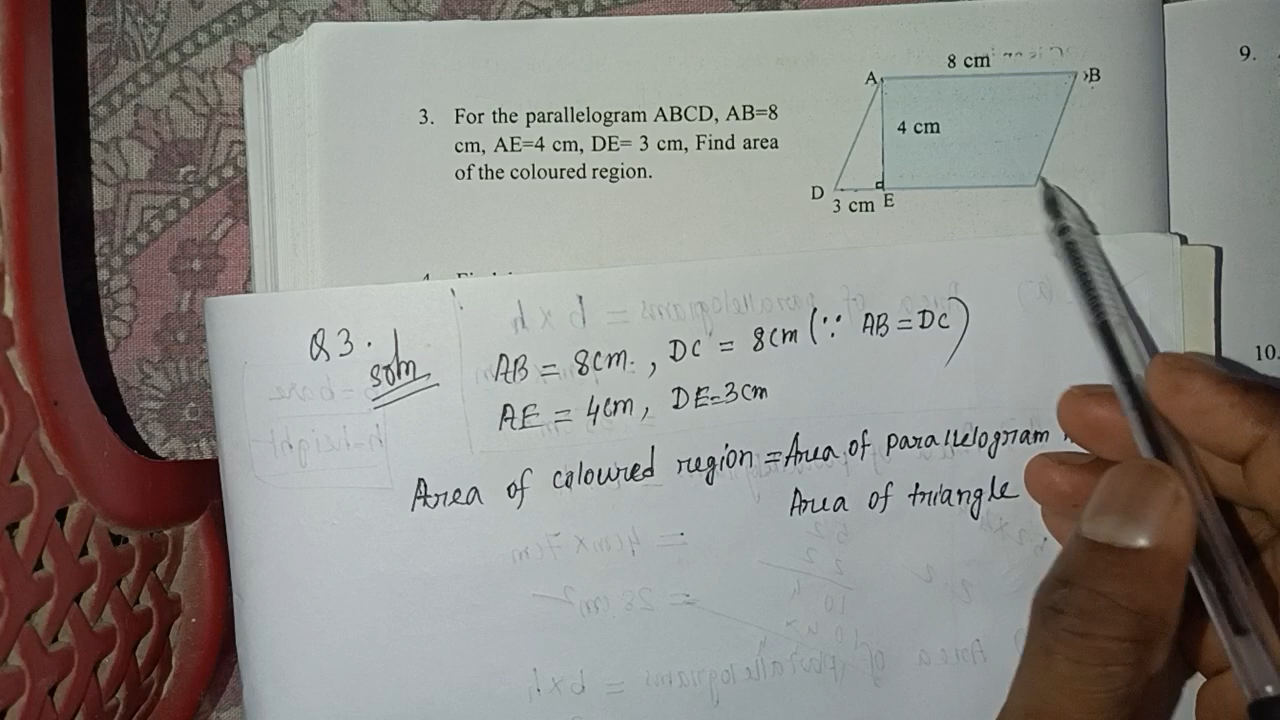 3. For the parallelogram ABCD, AB=8
cm, AE=4 cm, DE= 3 cm, Find area
of the coloured region.
8 cm
A
B
4 cm
D
3 cm
E
9.
10.
Q3.
Soln
AB = 8cm. , DC = 8cm (∵ AB = DC)
AE = 4cm, DE=3cm
Area of coloured region = Area of parallelogram
Area of triangle